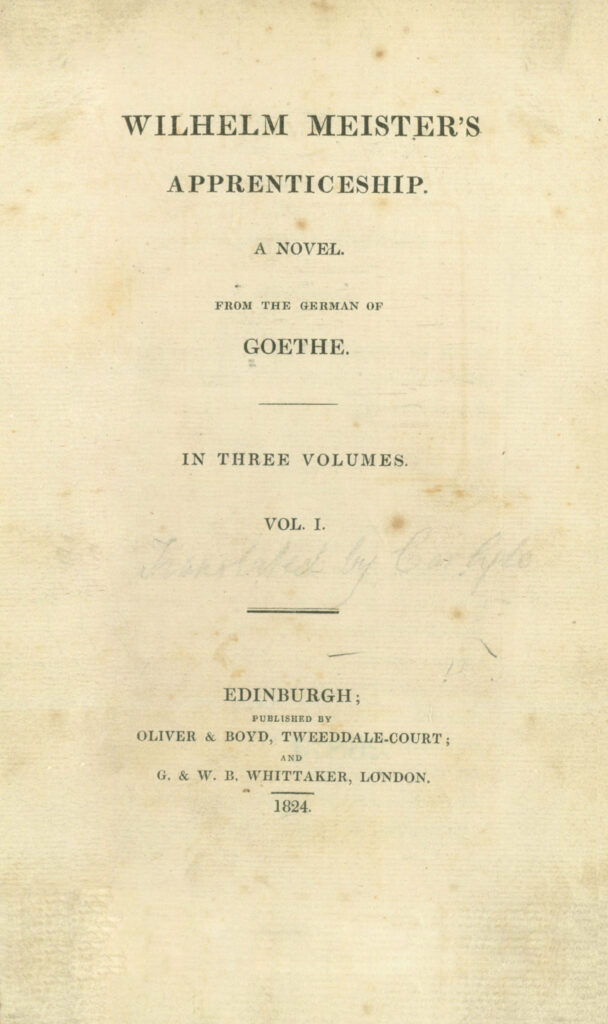 WILHELM MEISTER'S
APPRENTICESHIP.
A NOVEL.
FROM THE GERMAN OF
GOETHE.
IN THREE VOLUMES.
VOL. I.
Translated by Carlyle
EDINBURGH;
PUBLISHED BY
OLIVER & BOYD, TWEEDDALE-COURT;
AND
G. & W. B. WHITTAKER, LONDON.
1824.